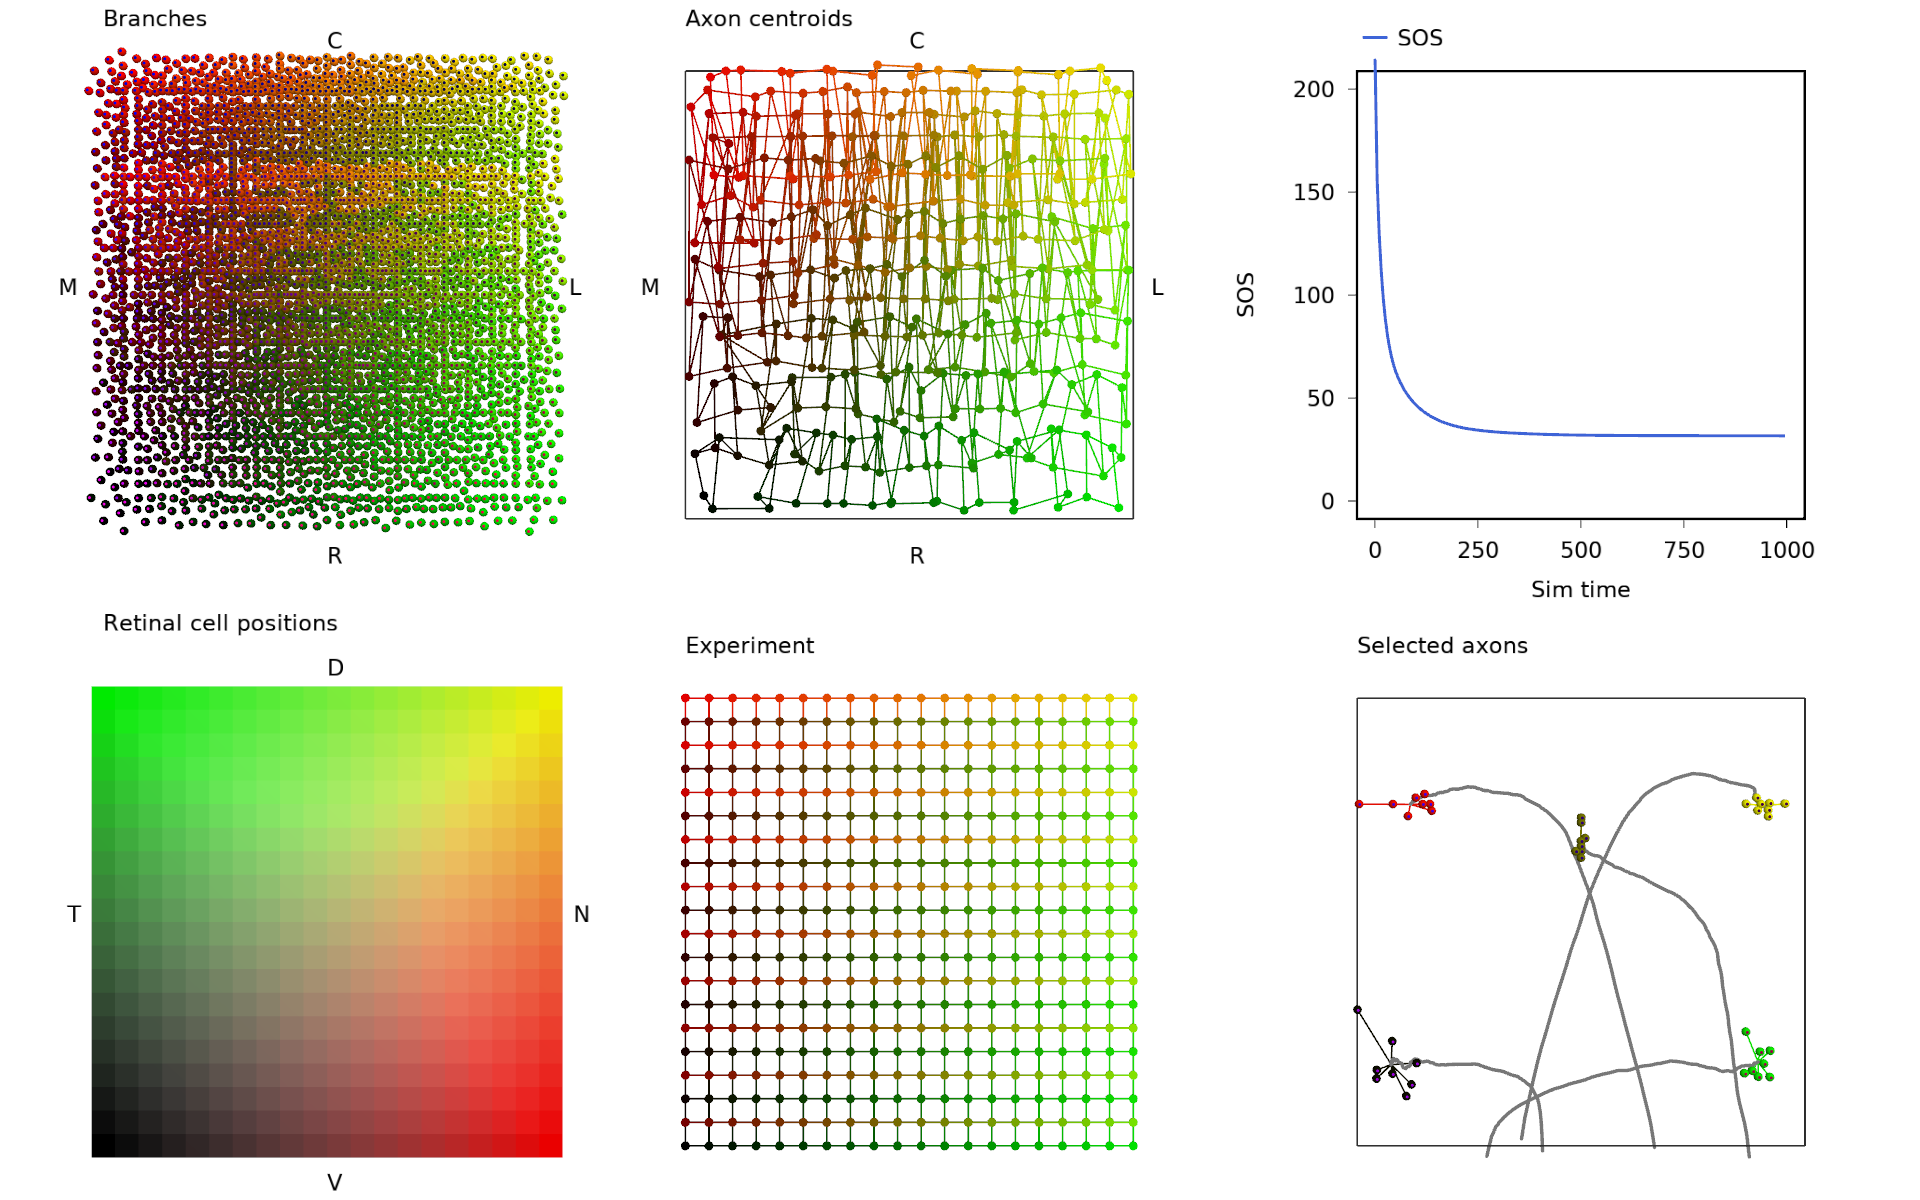 Branches
C
M
L
R
Axon centroids
C
M
L
R
SOS
200
150
100
50
0
SOS
0 250 500 750 1000
Sim time
Retinal cell positions
D
T
N
V
Experiment
Selected axons